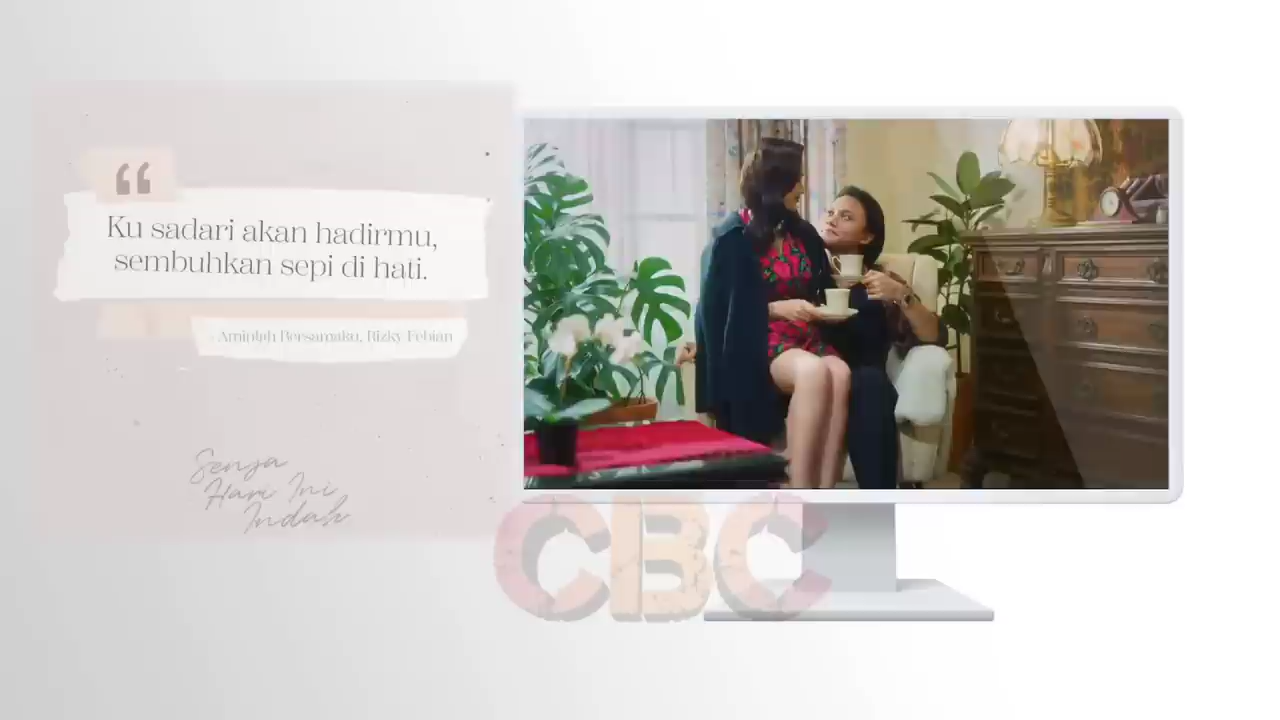 “
Ku sadari akan hadirmu,
sembuhkan sepi di hati.
- Aminlah Bersamaku, Rizky Febian
Senja
Hari Ini
Indah
CBC